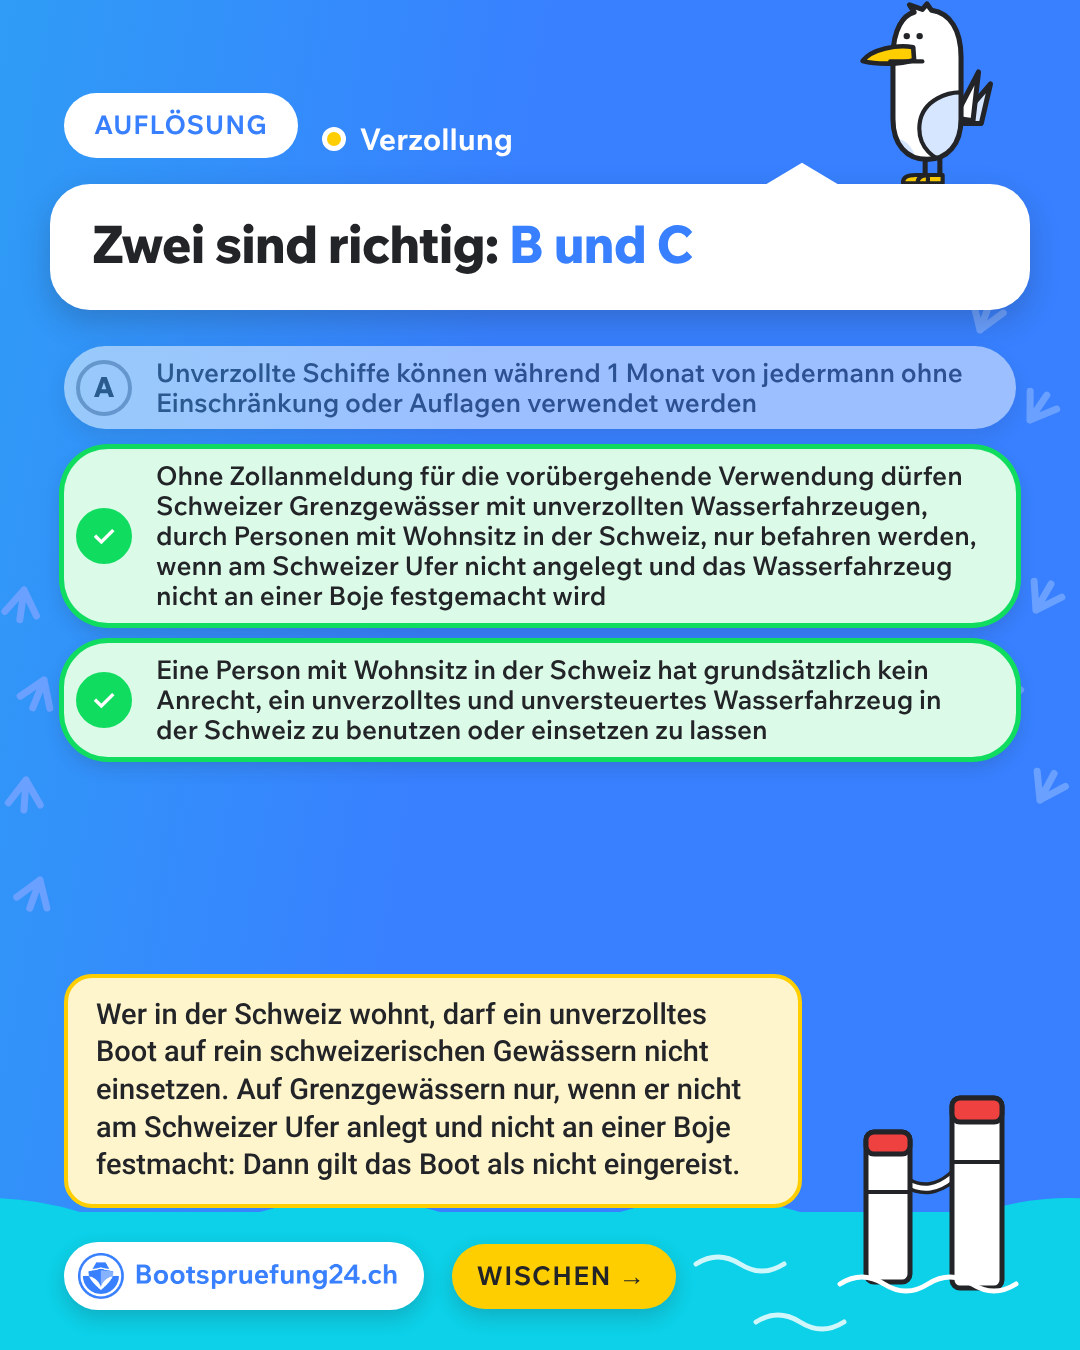 AUFLÖSUNG
Verzollung
Zwei sind richtig: B und C
A
Unverzollte Schiffe können während 1 Monat von jedermann ohne
Einschränkung oder Auflagen verwendet werden
Ohne Zollanmeldung für die vorübergehende Verwendung dürfen
Schweizer Grenzgewässer mit unverzollten Wasserfahrzeugen,
durch Personen mit Wohnsitz in der Schweiz, nur befahren werden,
wenn am Schweizer Ufer nicht angelegt und das Wasserfahrzeug
nicht an einer Boje festgemacht wird
Eine Person mit Wohnsitz in der Schweiz hat grundsätzlich kein
Anrecht, ein unverzolltes und unversteuertes Wasserfahrzeug in
der Schweiz zu benutzen oder einsetzen zu lassen
Wer in der Schweiz wohnt, darf ein unverzolltes
Boot auf rein schweizerischen Gewässern nicht
einsetzen. Auf Grenzgewässern nur, wenn er nicht
am Schweizer Ufer anlegt und nicht an einer Boje
festmacht: Dann gilt das Boot als nicht eingereist.
Bootspruefung24.ch
WISCHEN →